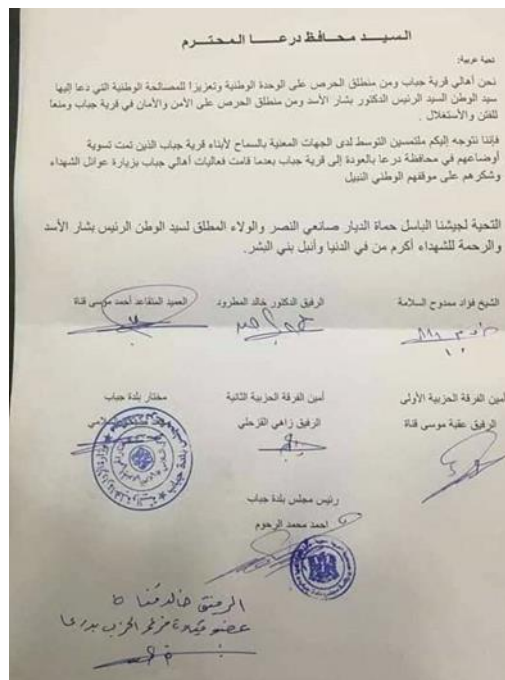 السيد محافظ درعا المحترم
تحية عربية:
نحن أهالي قرية جباب ومن منطلق الحرص على الوحدة الوطنية وتعزيزا للمصالحة الوطنية التي دعا إليها
سيد الوطن السيد الرئيس الدكتور بشار الأسد ومن منطلق الحرص على الأمن والأمان في قرية جباب ومنعا
للفتن والأستغلال .
فإننا نتوجه إليكم ملتمسين التوسط لدى الجهات المعنية بالسماح لأبناء قرية جباب الذين تمت تسوية
أوضاعهم في محافظة درعا بالعودة إلى قرية جباب بعدما قامت فعاليات أهالي جباب بزيارة عوائل الشهداء
وشكرهم على موقفهم الوطني النبيل
التحية لجيشنا الباسل حماة الديار صانعي النصر والولاء المطلق لسيد الوطن الرئيس بشار الأسد
والرحمة للشهداء أكرم من في الدنيا وأنبل بني البشر.
الشيخ فؤاد ممدوح السلامة الرفيق الدكتور خالد المطرود العميد المتقاعد أحمد موسى قناة
أمين الفرقة الحزبية الأولى أمين الفرقة الحزبية الثانية مختار بلدة جباب
الرفيق عقبة موسى قناة الرفيق زاهي القزحلي
رئيس مجلس بلدة جباب
احمد محمد الرحوم
الرفيق خالد قناة
عضو قيادة فرع الحزب بدرعا